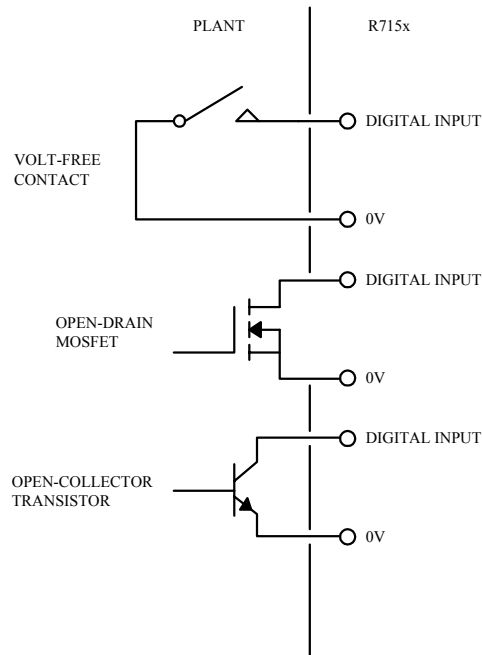 PLANT R715x
DIGITAL INPUT
VOLT-FREE
CONTACT
0V
DIGITAL INPUT
OPEN-DRAIN
MOSFET
0V
DIGITAL INPUT
OPEN-COLLECTOR
TRANSISTOR
0V